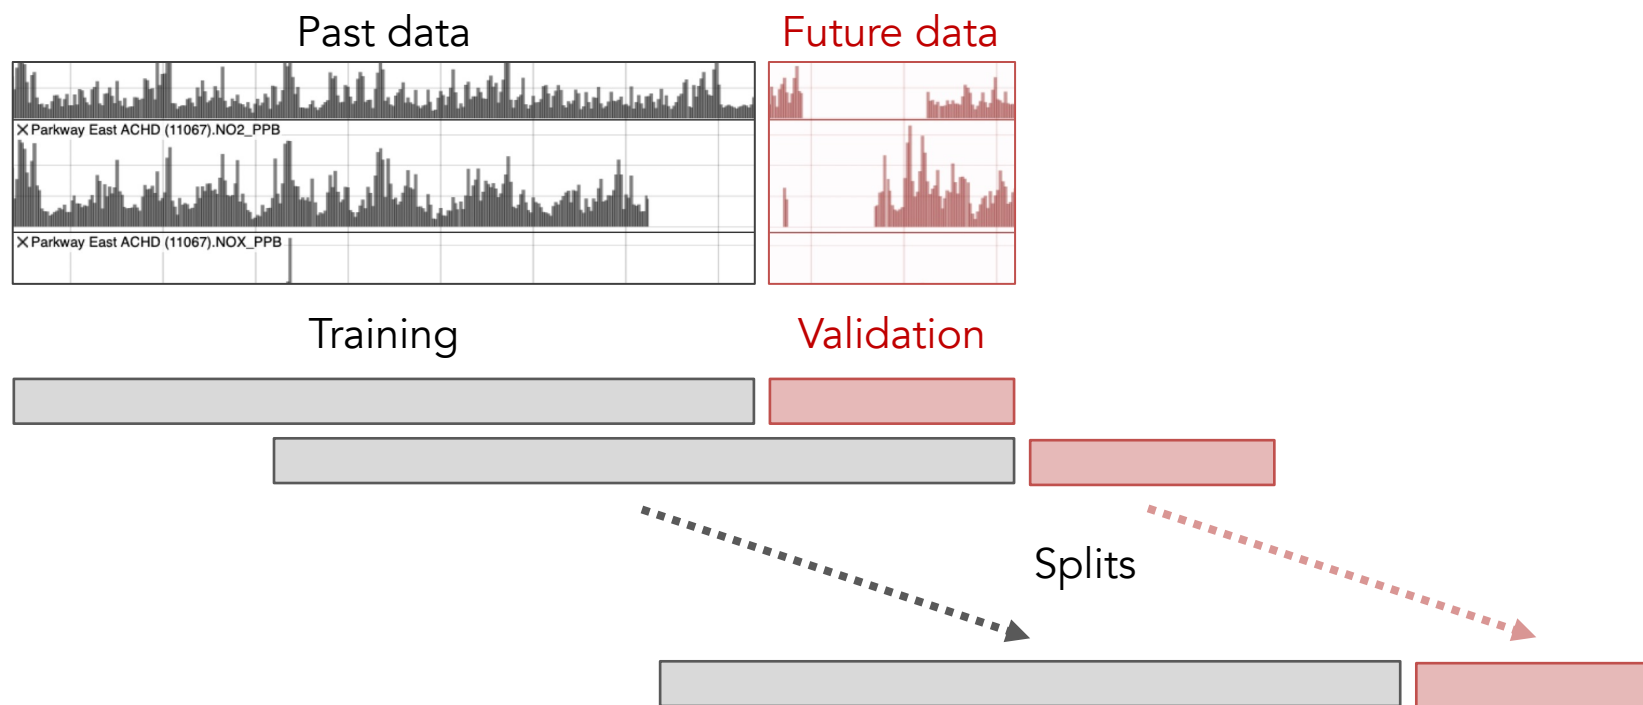 Past data
Future data
X Parkway East ACHD (11067).NO2_PPB
X Parkway East ACHD (11067).NOX_PPB
Training
Validation
Splits